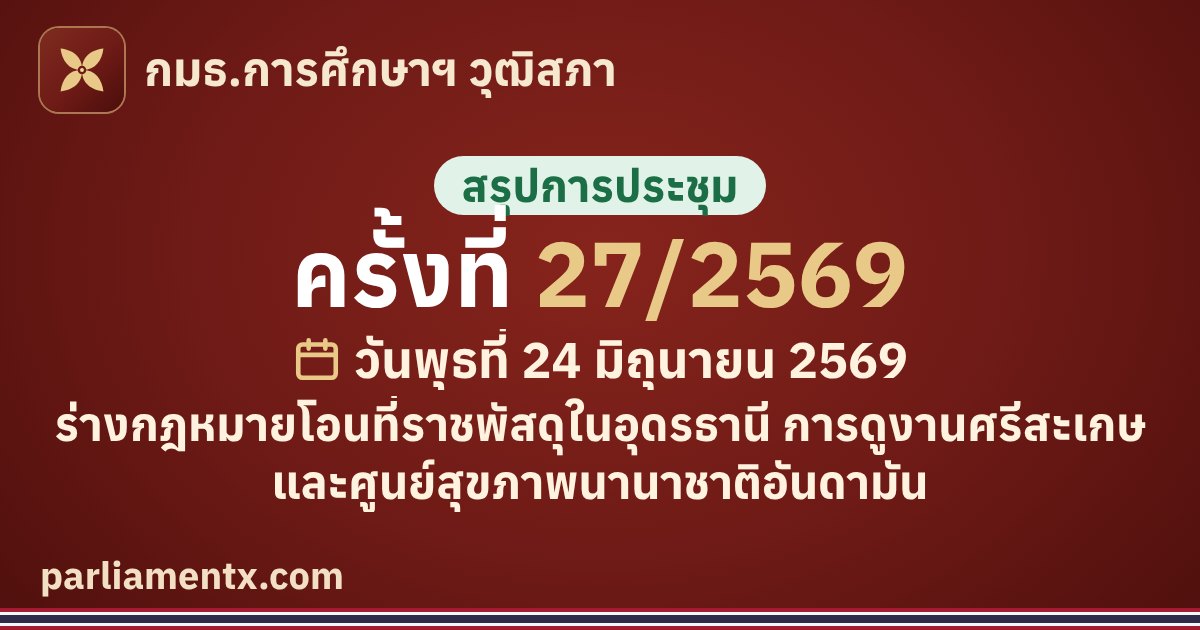 กมธ.การศึกษาฯ วุฒิสภา
สรุปการประชุม
ครั้งที่ 27/2569
วันพุธที่ 24 มิถุนายน 2569
ร่างกฎหมายโอนที่ราชพัสดุในอุดรธานี การดูงานศรีสะเกษ
และศูนย์สุขภาพนานาชาติอันดามัน
parliamentx.com